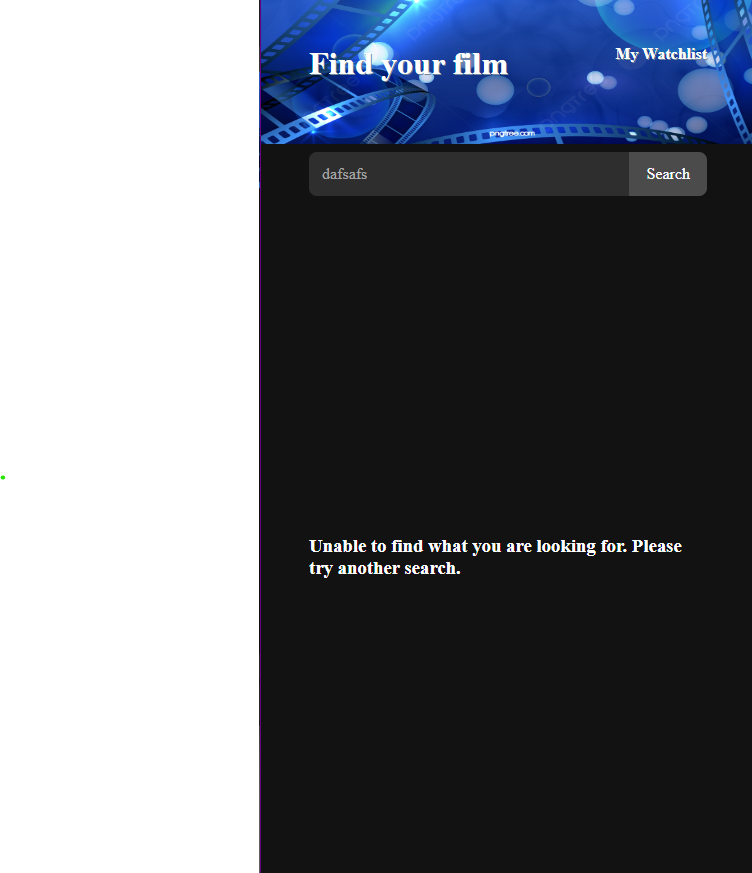 Find your film
My Watchlist
pngtree.com
dafsafs
Search
Unable to find what you are looking for. Please
try another search.